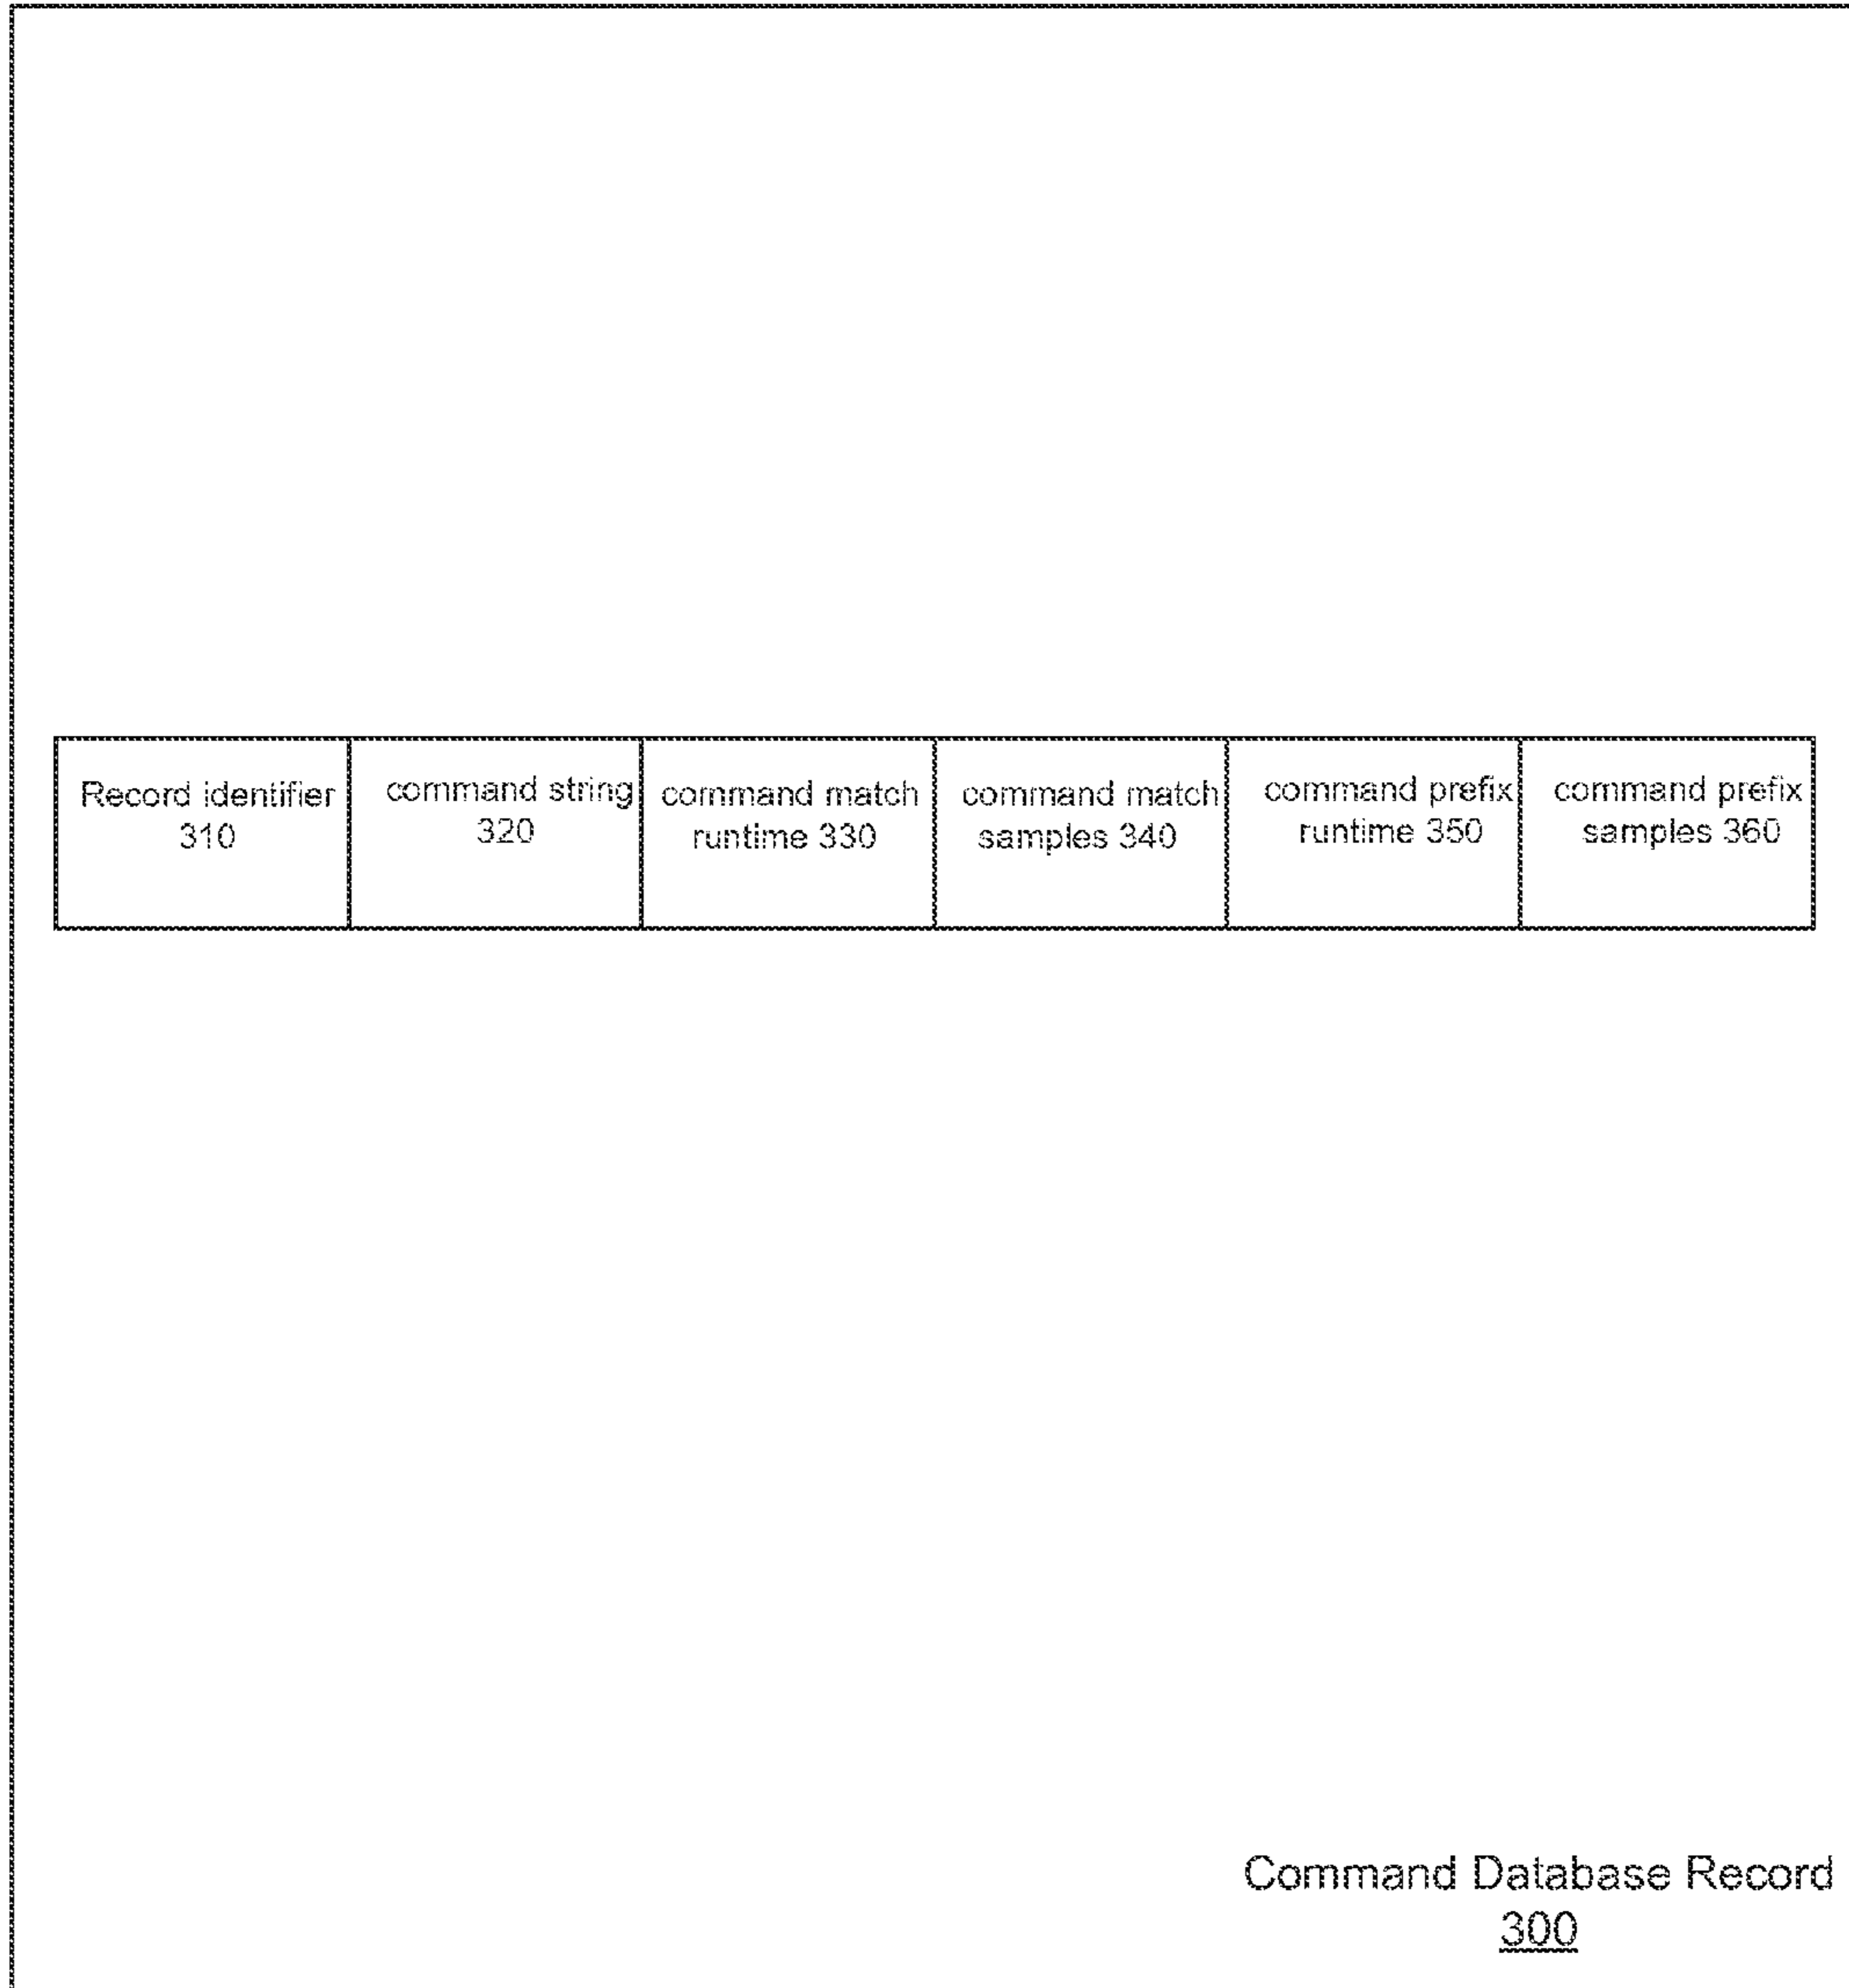 Record identifier
310
command string
320
command match
runtime 330
command match
samples 340
command prefix
runtime 350
command prefix
samples 360
Command Database Record
300